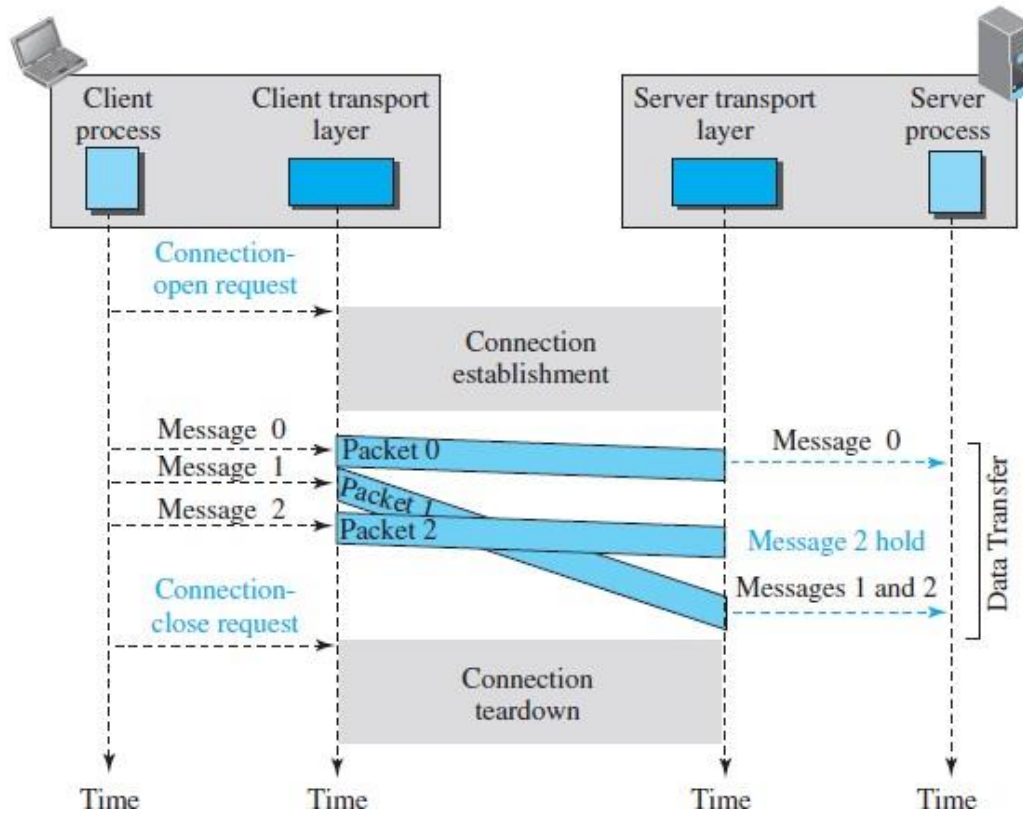 Client
process
Client transport
layer
Server transport
layer
Server
process
Connection-
open request
Connection
establishment
Message 0
Packet 0
Message 0
Message 1
Packet 1
Message 2
Packet 2
Message 2 hold
Messages 1 and 2
Data Transfer
Connection-
close request
Connection
teardown
Time
Time
Time
Time